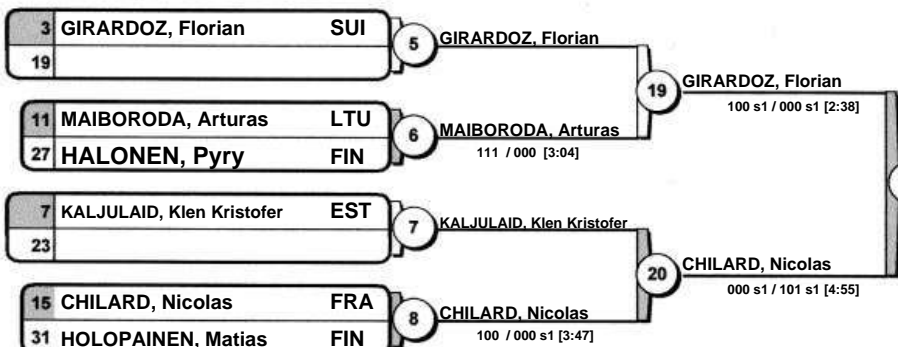 3 GIRARDOZ, Florian SUI
19
5 GIRARDOZ, Florian
11 MAIBORODA, Arturas LTU
27 HALONEN, Pyry FIN
6 MAIBORODA, Arturas
111 / 000 [3:04]
19 GIRARDOZ, Florian
100 s1 / 000 s1 [2:38]
7 KALJULAID, Klen Kristofer EST
23
7 KALJULAID, Klen Kristofer
15 CHILARD, Nicolas FRA
31 HOLOPAINEN, Matias FIN
8 CHILARD, Nicolas
100 / 000 s1 [3:47]
20 CHILARD, Nicolas
000 s1 / 101 s1 [4:55]